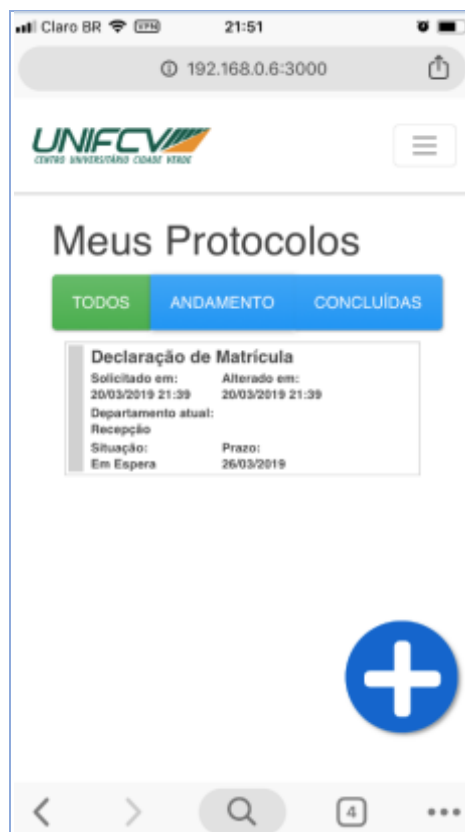 Claro BR VPN 21:51
192.168.0.6:3000
UNIFCV
CENTRO UNIVERSITÁRIO CIDADE VERDE
Meus Protocolos
TODOS ANDAMENTO CONCLUÍDAS
Declaração de Matrícula
Solicitado em: Alterado em:
20/03/2019 21:39 20/03/2019 21:39
Departamento atual:
Recepção
Situação: Prazo:
Em Espera 26/03/2019
4